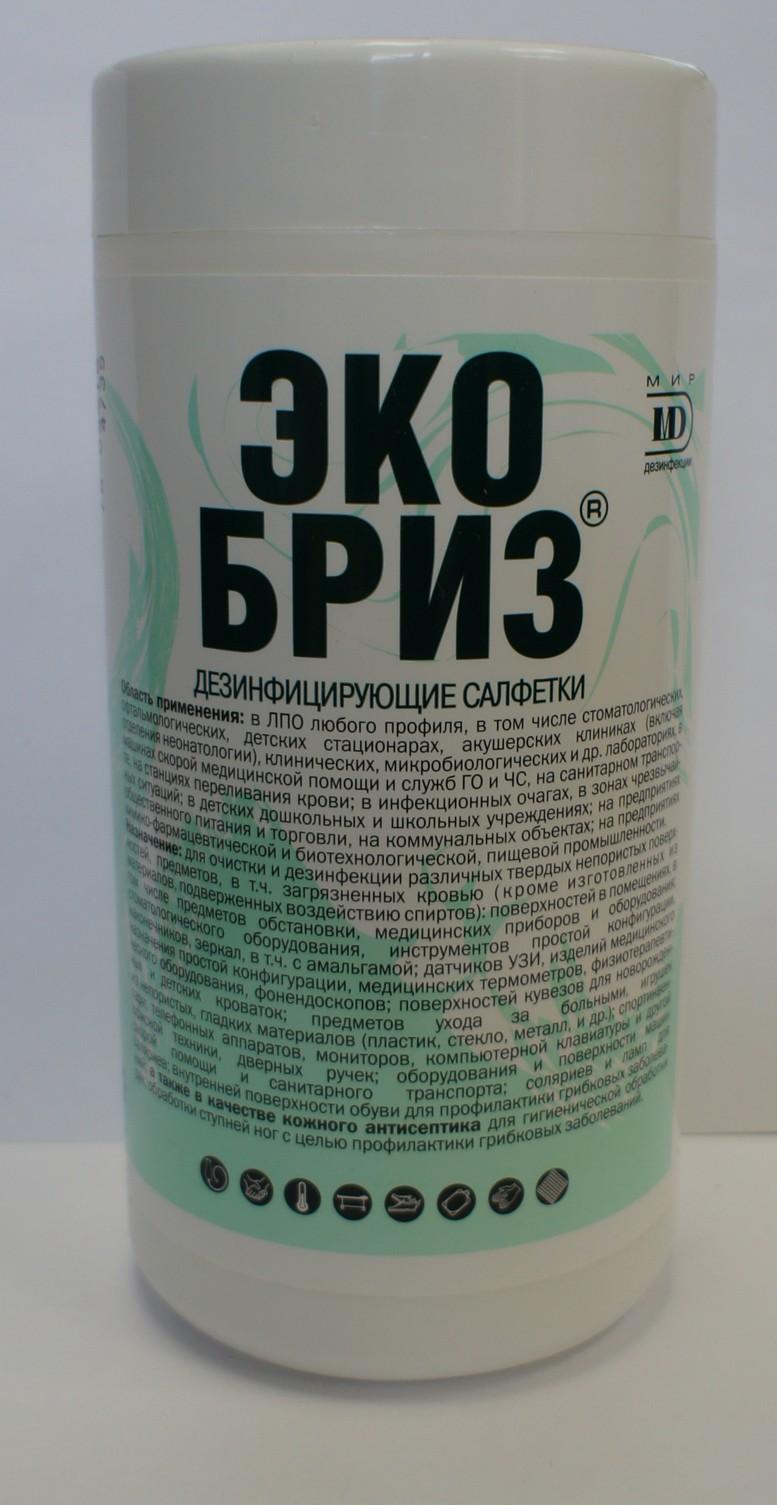 ЭКО
БРИЗ®
МИР
MD
дезинфекции
ДЕЗИНФИЦИРУЮЩИЕ САЛФЕТКИ
Область применения: в ЛПО любого профиля, в том числе стоматологических,
офтальмологических, детских стационарах, акушерских клиниках (включая
отделения неонатологии), клинических, микробиологических и др. лабораториях, в
машинах скорой медицинской помощи и служб ГО и ЧС, на санитарном транспор-
те, на станциях переливания крови; в инфекционных очагах, в зонах чрезвычай-
ных ситуаций; в детских дошкольных и школьных учреждениях; на предприятиях
общественного питания и торговли, на коммунальных объектах; на предприятиях
химико-фармацевтической и биотехнологической, пищевой промышленности.
Назначение: для очистки и дезинфекции различных твердых непористых поверх-
ностей, предметов, в т.ч. загрязненных кровью (кроме изготовленных из
материалов, подверженных воздействию спиртов): поверхностей в помещениях, в
том числе предметов обстановки, медицинских приборов и оборудования,
стоматологического оборудования, инструментов простой конфигурации,
наконечников, зеркал, в т.ч. с амальгамой; датчиков УЗИ, изделий медицинского
назначения простой конфигурации, медицинских термометров, физиотерапевти-
ческого оборудования, фонендоскопов; поверхностей кувезов для новорожден-
ных и детских кроваток; предметов ухода за больными, игрушек
из непористых, гладких материалов (пластик, стекло, металл, и др.); спортинвен-
таря; телефонных аппаратов, мониторов, компьютерной клавиатуры и другой
техники, дверных ручек; оборудования и поверхности машин
скорой помощи и санитарного транспорта; соляриев и ламп для
соляриев; внутренней поверхности обуви для профилактики грибковых заболева-
ний; а также в качестве кожного антисептика для гигиенической обработки
рук, обработки ступней ног с целью профилактики грибковых заболеваний.